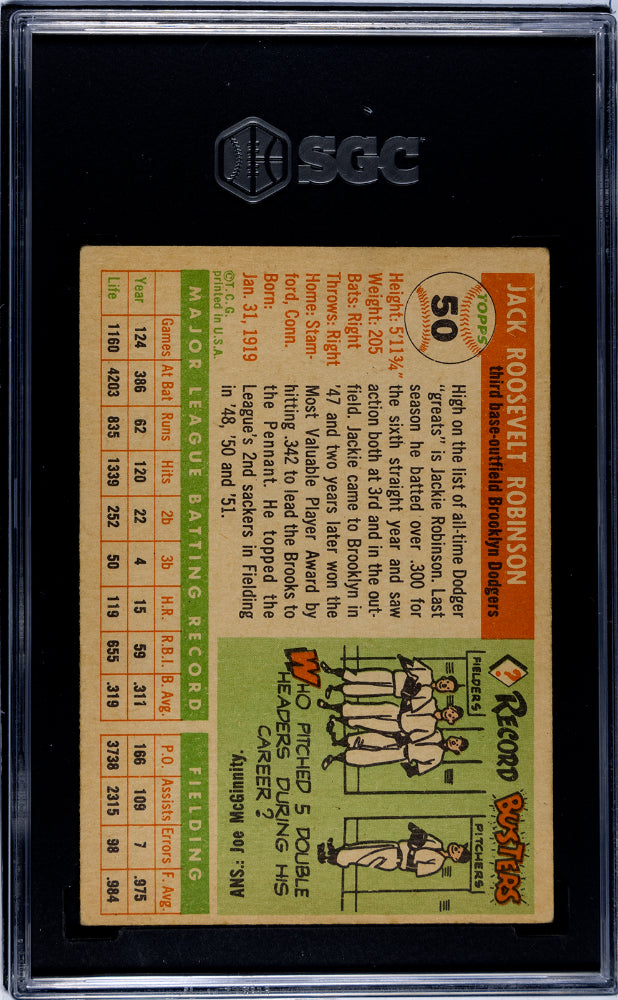 SGC
JACK ROOSEVELT ROBINSON
third base-outfield Brooklyn Dodgers
TOPPS
50
Height: 5'11¾"
Weight: 205
Bats: Right
Throws: Right
Home: Stam-
ford, Conn.
Born:
Jan. 31, 1919
©T. C. G.
printed in U.S.A.
High on the list of all-time Dodger
"greats" is Jackie Robinson. Last
season he batted over .300 for
the sixth straight year and saw
action both at 3rd and in the out-
field. Jackie came to Brooklyn in
'47 and two years later won the
Most Valuable Player Award by
hitting .342 to lead the Brooks to
the Pennant. He topped the
League's 2nd sackers in Fielding
in '48, '50 and '51.
? RECORD BUSTERS
FIELDERS
PITCHERS
WHO PITCHED 5 DOUBLE
HEADERS DURING HIS
CAREER?
ANS.: Joe McGinnity.
MAJOR LEAGUE BATTING RECORD FIELDING
Games At Bat Runs Hits 2b 3b H.R. R.B.I. B. Avg. P.O. Assists Errors F. Avg.
Year 124 386 62 120 22 4 15 59 .311 166 109 7 .975
Life 1160 4203 835 1339 252 50 119 655 .319 3738 2315 98 .984